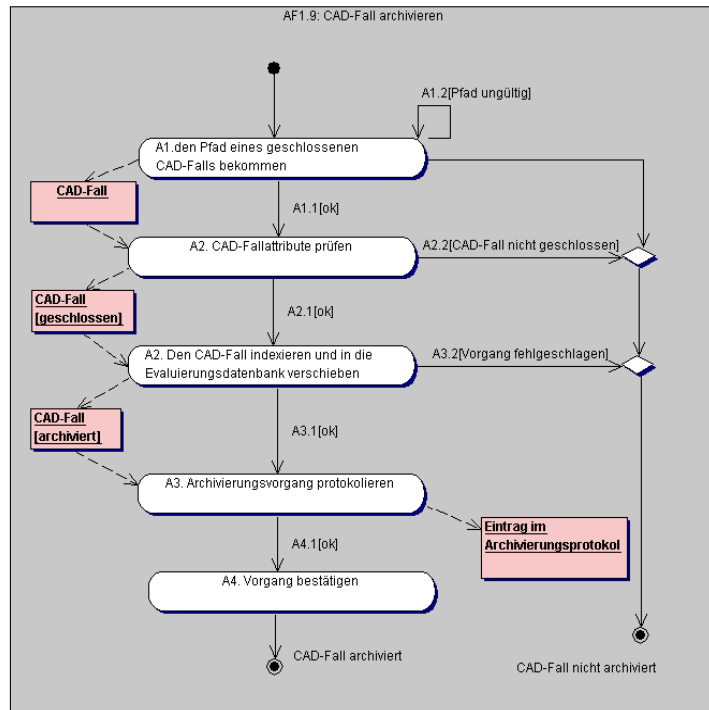 AF1.9: CAD-Fall archivieren
A1.2[Pfad ungültig]
A1.den Pfad eines geschlossenen
CAD-Falls bekommen
CAD-Fall
A1.1[ok]
A2. CAD-Fallattribute prüfen
A2.2[CAD-Fall nicht geschlossen]
CAD-Fall
[geschlossen]
A2.1[ok]
A2. Den CAD-Fall indexieren und in die
Evaluierungsdatenbank verschieben
A3.2[Vorgang fehlgeschlagen]
CAD-Fall
[archiviert]
A3.1[ok]
A3. Archivierungsvorgang protokolieren
Eintrag im
Archivierungsprotokol
A4.1[ok]
A4. Vorgang bestätigen
CAD-Fall archiviert
CAD-Fall nicht archiviert